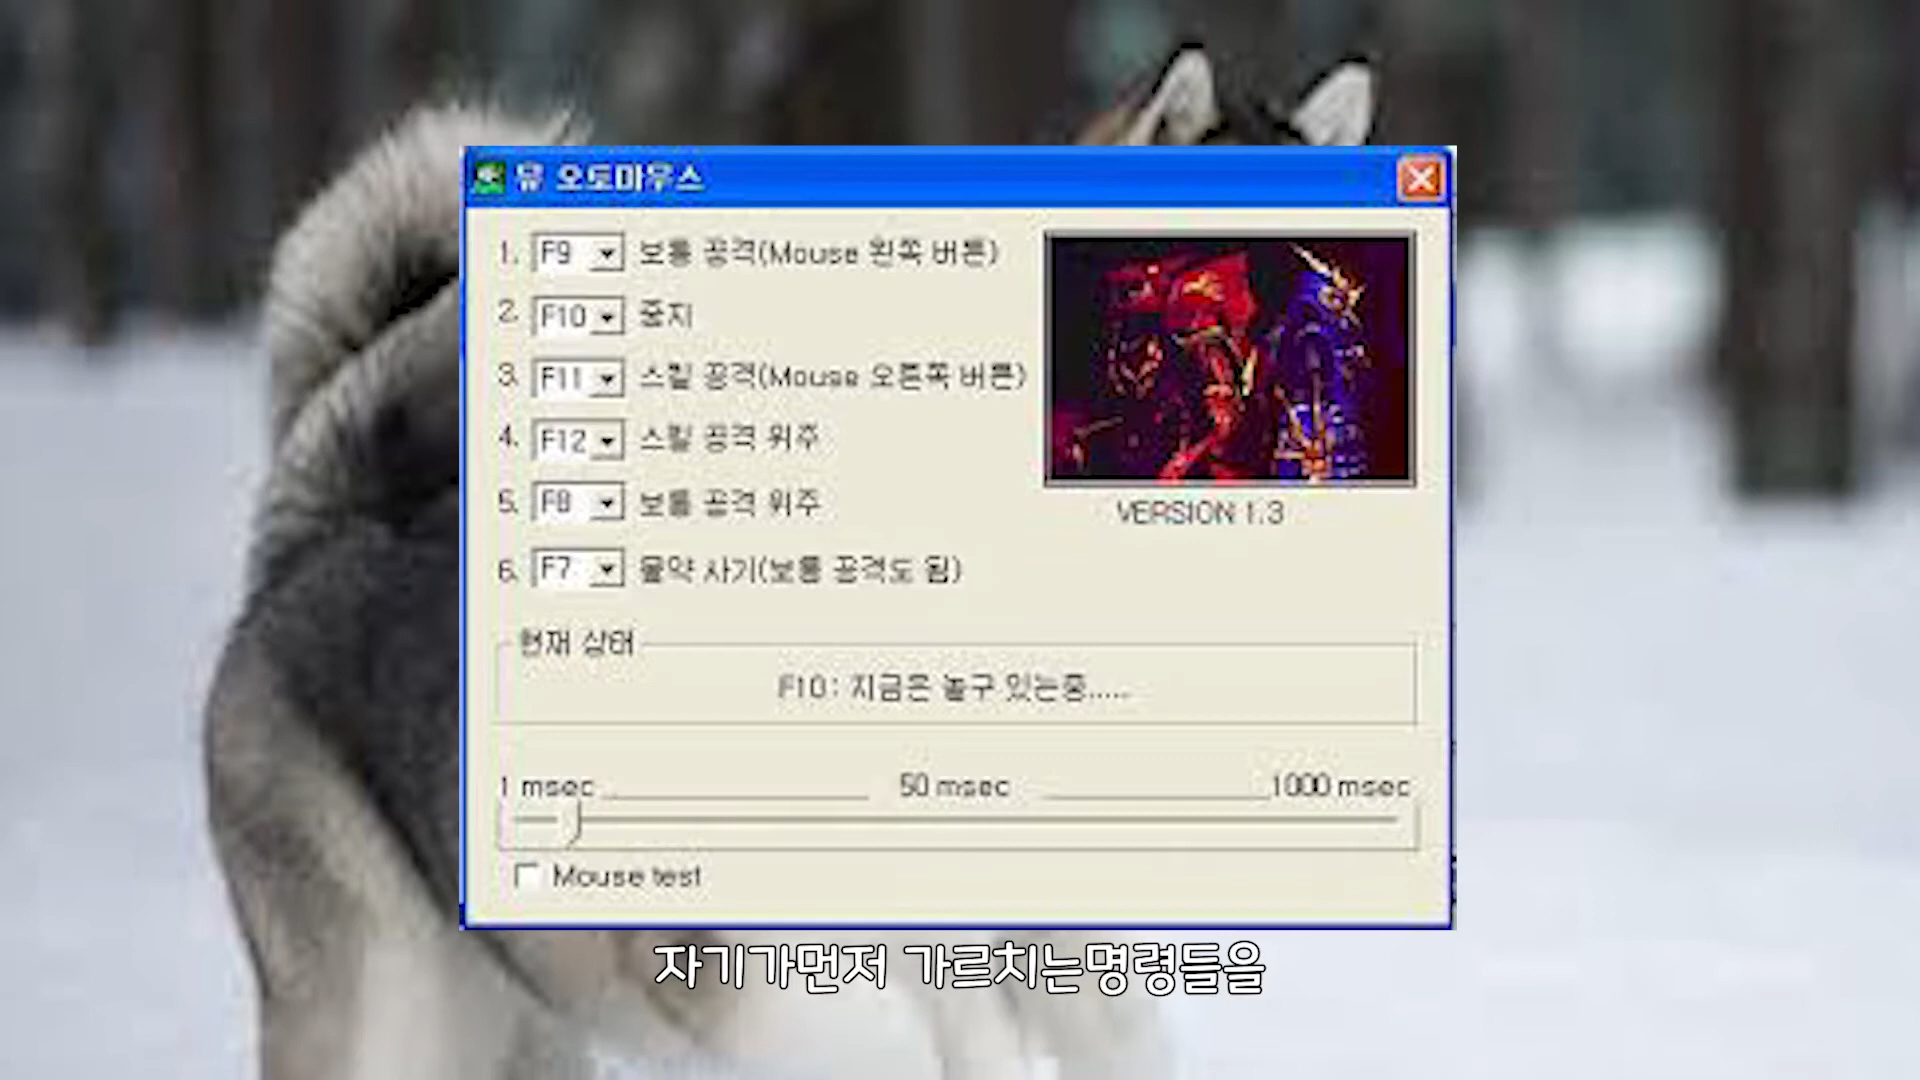 뮤 오토마우스
1. F9 보통 공격(Mouse 왼쪽 버튼)
2. F10 중지
3. F11 스킬 공격(Mouse 오른쪽 버튼)
4. F12 스킬 공격 위주
5. F8 보통 공격 위주
6. F7 물약 사기(보통 공격도 됨)
VERSION 1.3
현재 상태
F10 : 지금은 놀구 있는중.....
1 msec 50 msec 1000 msec
Mouse test
자기가먼저 가르치는명령들을